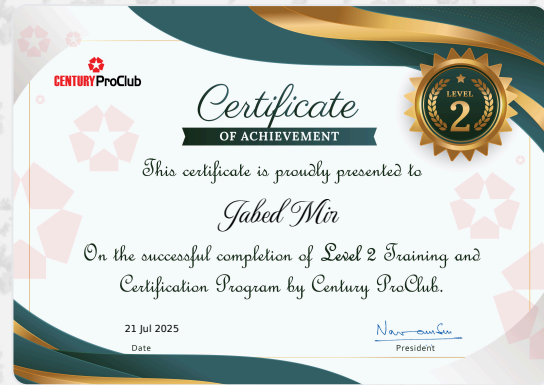 CENTURY ProClub
LEVEL
2
Certificate
OF ACHIEVEMENT
This certificate is proudly presented to
Jabed Mir
On the successful completion of Level 2 Training and
Certification Program by Century ProClub.
21 Jul 2025
Date
President